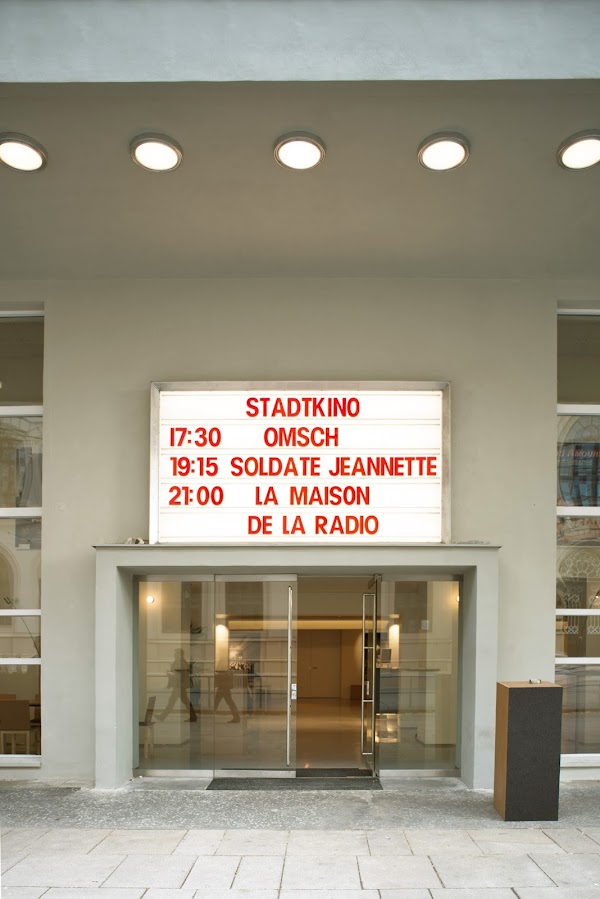 STADTKINO
17:30 OMSCH
19:15 SOLDATE JEANNETTE
21:00 LA MAISON
DE LA RADIO